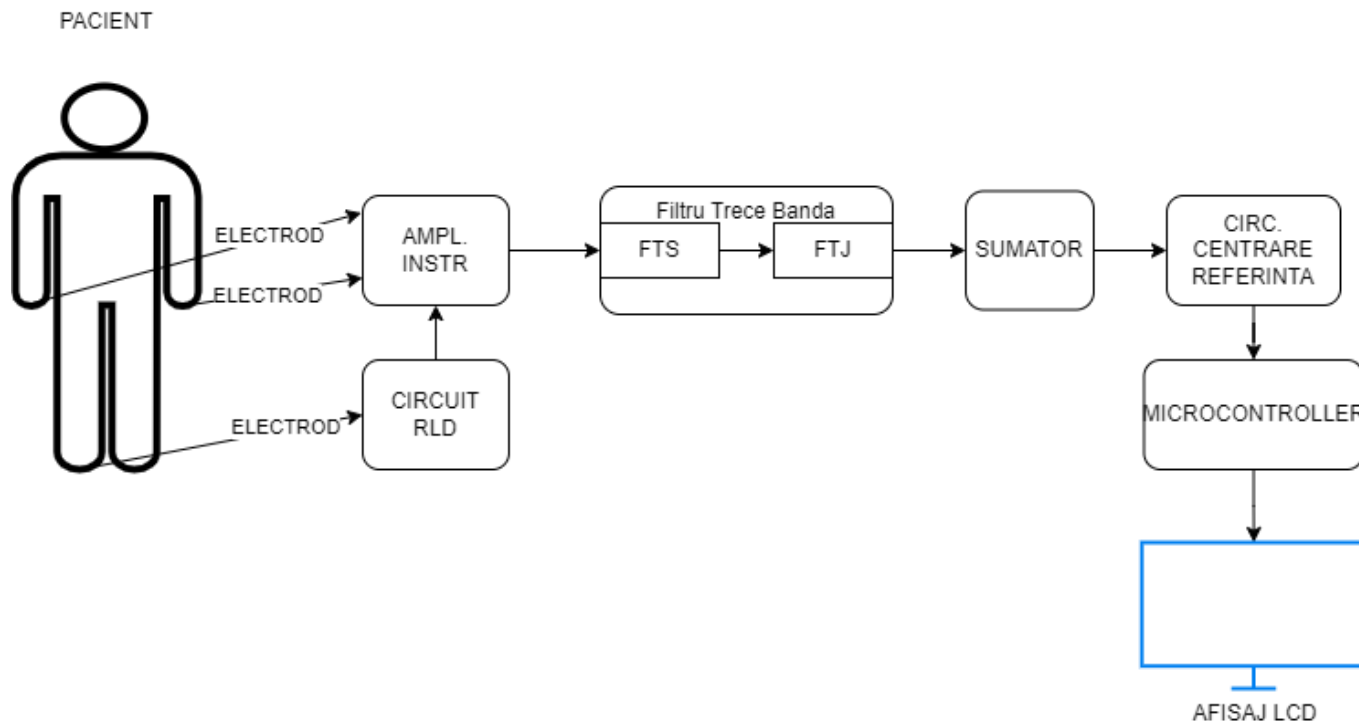 PACIENT
ELECTROD
ELECTROD
ELECTROD
AMPL.
INSTR
CIRCUIT
RLD
Filtru Trece Banda
FTS
FTJ
SUMATOR
CIRC.
CENTRARE
REFERINTA
MICROCONTROLLER
AFISAJ LCD